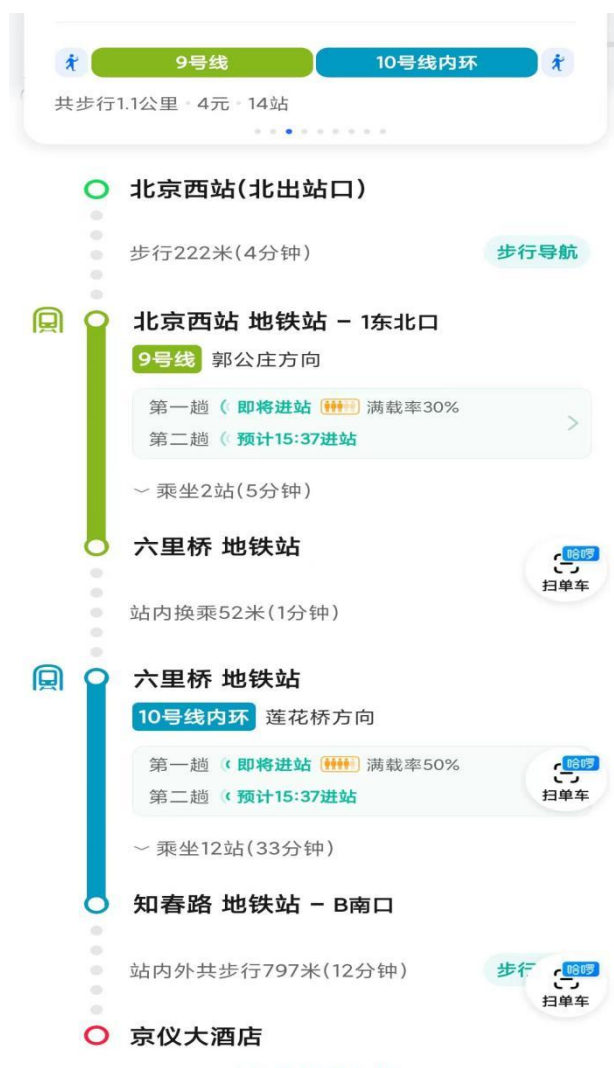 9号线 10号线内环
共步行1.1公里·4元·14站
北京西站(北出站口)
步行222米(4分钟) 步行导航
北京西站 地铁站 - 1东北口
9号线 郭公庄方向
第一趟 即将进站 满载率30%
第二趟 预计15:37进站
乘坐2站(5分钟)
六里桥 地铁站
哈啰
扫单车
站内换乘52米(1分钟)
六里桥 地铁站
10号线内环 莲花桥方向
第一趟 即将进站 满载率50%
哈啰
第二趟 预计15:37进站 扫单车
乘坐12站(33分钟)
知春路 地铁站 - B南口
站内外共步行797米(12分钟) 步行
哈啰
扫单车
京仪大酒店